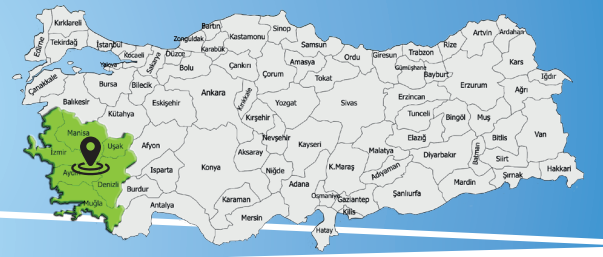 Kırklareli
Edirne
Tekirdağ
İstanbul
Kocaeli
Yalova
Sakarya
Düzce
Zonguldak
Bartın
Karabük
Kastamonu
Sinop
Samsun
Ordu
Giresun
Trabzon
Rize
Artvin
Ardahan
Kars
Iğdır
Ağrı
Çanakkale
Balıkesir
Bursa
Bilecik
Bolu
Çankırı
Çorum
Amasya
Tokat
Gümüşhane
Bayburt
Erzurum
Erzincan
Kütahya
Eskişehir
Ankara
Kırıkkale
Kırşehir
Yozgat
Sivas
Tunceli
Bingöl
Muş
Bitlis
Van
Manisa
İzmir
Uşak
Afyon
Aydın
Denizli
Muğla
Burdur
Isparta
Antalya
Konya
Aksaray
Nevşehir
Niğde
Kayseri
Karaman
Mersin
Adana
K.Maraş
Osmaniye
Gaziantep
Kilis
Hatay
Malatya
Elazığ
Adıyaman
Diyarbakır
Şanlıurfa
Mardin
Batman
Siirt
Şırnak
Hakkari